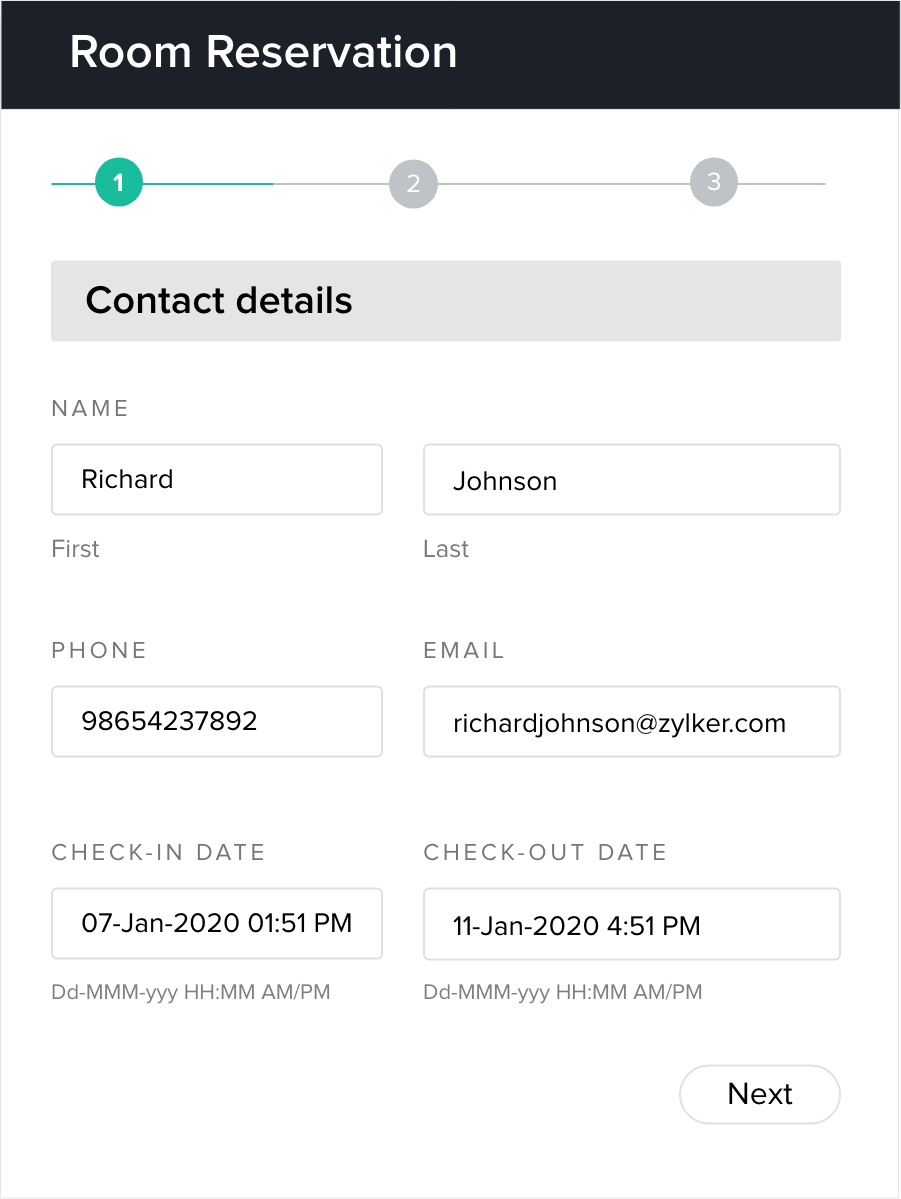 Room Reservation
1 2 3
Contact details
NAME
Richard Johnson
First Last
PHONE EMAIL
98654237892 richardjohnson@zylker.com
CHECK-IN DATE CHECK-OUT DATE
07-Jan-2020 01:51 PM 11-Jan-2020 4:51 PM
Dd-MMM-yyy HH:MM AM/PM Dd-MMM-yyy HH:MM AM/PM
Next